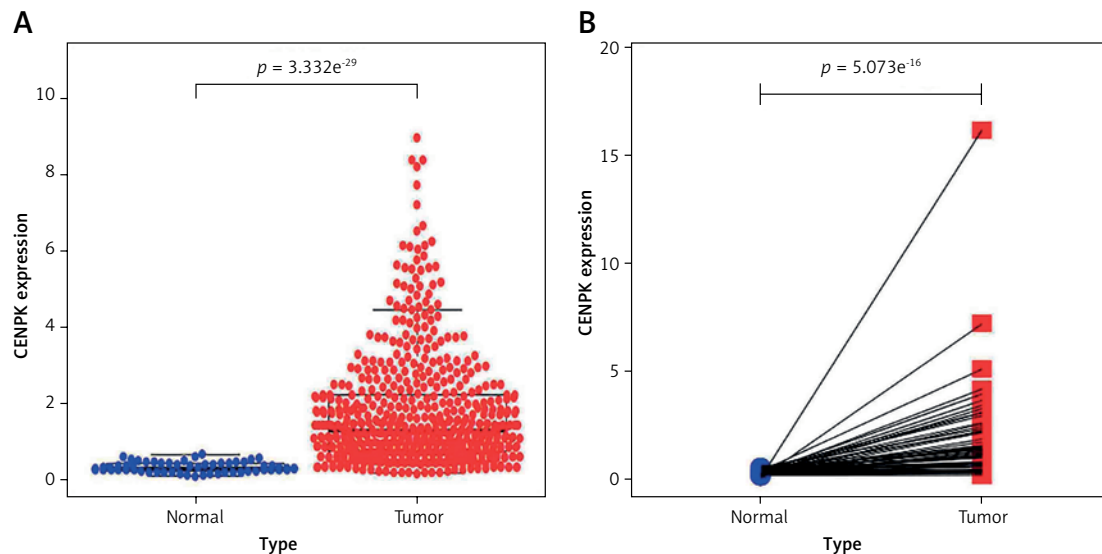 A
CENPK expression
10
8
6
4
2
0
p = 3.332e-29
Normal
Tumor
Type
B
CENPK expression
20
15
10
5
0
p = 5.073e-16
Normal
Tumor
Type